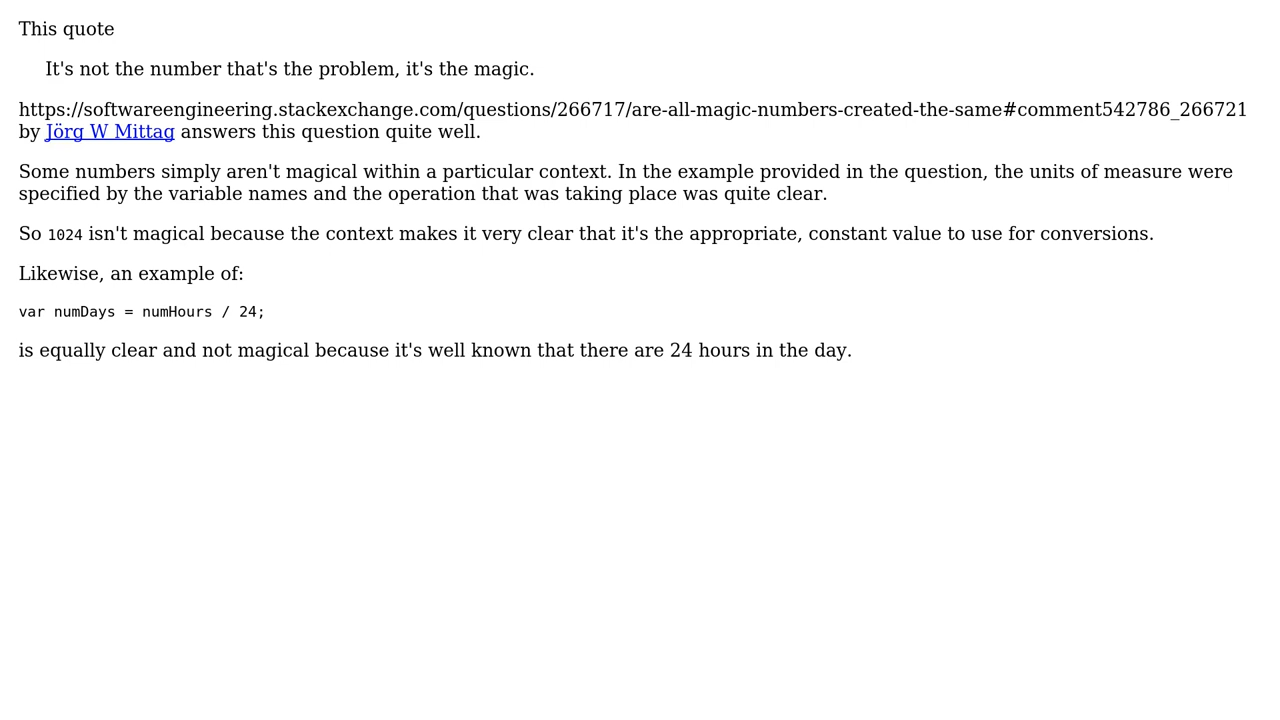 This quote
It's not the number that's the problem, it's the magic.
https://softwareengineering.stackexchange.com/questions/266717/are-all-magic-numbers-created-the-same#comment542786_266721
by Jörg W Mittag answers this question quite well.
Some numbers simply aren't magical within a particular context. In the example provided in the question, the units of measure were
specified by the variable names and the operation that was taking place was quite clear.
So 1024 isn't magical because the context makes it very clear that it's the appropriate, constant value to use for conversions.
Likewise, an example of:
var numDays = numHours / 24;
is equally clear and not magical because it's well known that there are 24 hours in the day.